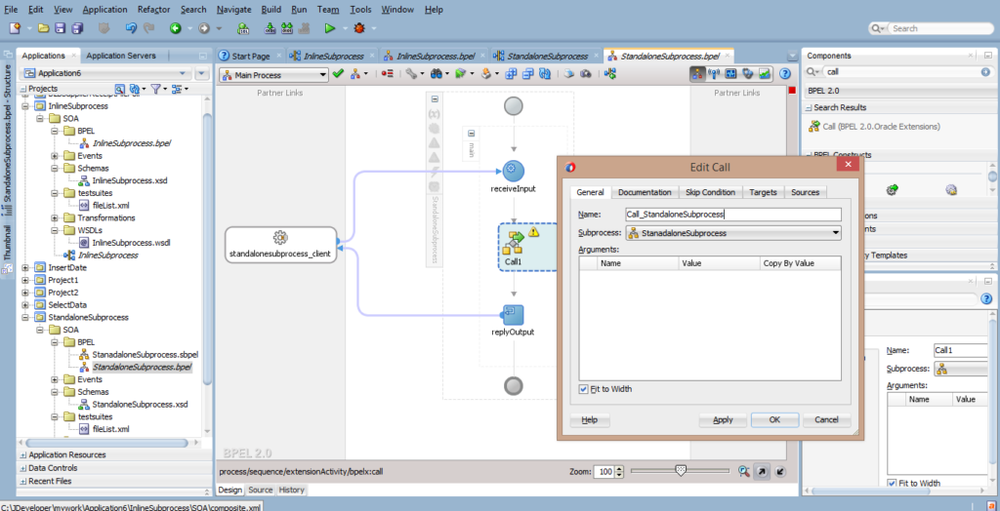 File Edit View Application Refactor Search Navigate Build Run Team Tools Window Help
Search
Applications Application Servers
Start Page InlineSubprocess InlineSubprocess.bpel StandaloneSubprocess StandaloneSubprocess.bpel
Components
Application6
Main Process
call
Projects
Partner Links
Partner Links
BPEL 2.0
Search Results
Call (BPEL 2.0.Oracle Extensions)
BPEL Constructs
InlineSubprocess
SOA
BPEL
InlineSubprocess.bpel
Events
Schemas
InlineSubprocess.xsd
testsuites
fileList.xml
Transformations
WSDLs
InlineSubprocess.wsdl
InlineSubprocess
InsertDate
Project1
Project2
SelectData
StandaloneSubprocess
SOA
BPEL
StanadaloneSubprocess.sbpel
StandaloneSubprocess.bpel
Events
Schemas
StandaloneSubprocess.xsd
testsuites
fileList.xml
Application Resources
Data Controls
Recent Files
StandaloneSubprocess.bpel - Structure
Thumbnail
main
StandaloneSubprocess
receiveInput
standalonesubprocess_client
Call1
replyOutput
BPEL 2.0
process/sequence/extensionActivity/bpelx:call
Zoom: 100
Design Source History
Edit Call
General Documentation Skip Condition Targets Sources
Name: Call_StandaloneSubprocess
Subprocess: StanadaloneSubprocess
Arguments:
Name Value Copy By Value
Fit to Width
Help Apply OK Cancel
ons
ents
y Templates
Name: Call1
Subprocess:
Arguments:
Name Value
Fit to Width
C:\JDeveloper\mywork\Application6\InlineSubprocess\SOA\composite.xml